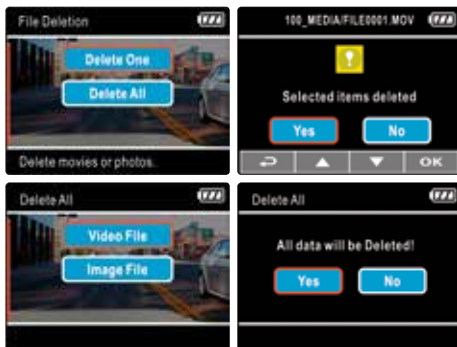 File Deletion
Delete One
Delete All
Delete movies or photos.
100_MEDIA/FILE0001.MOV
Selected items deleted
Yes No
OK
Delete All
Video File
Image File
Delete All
All data will be Deleted!
Yes No